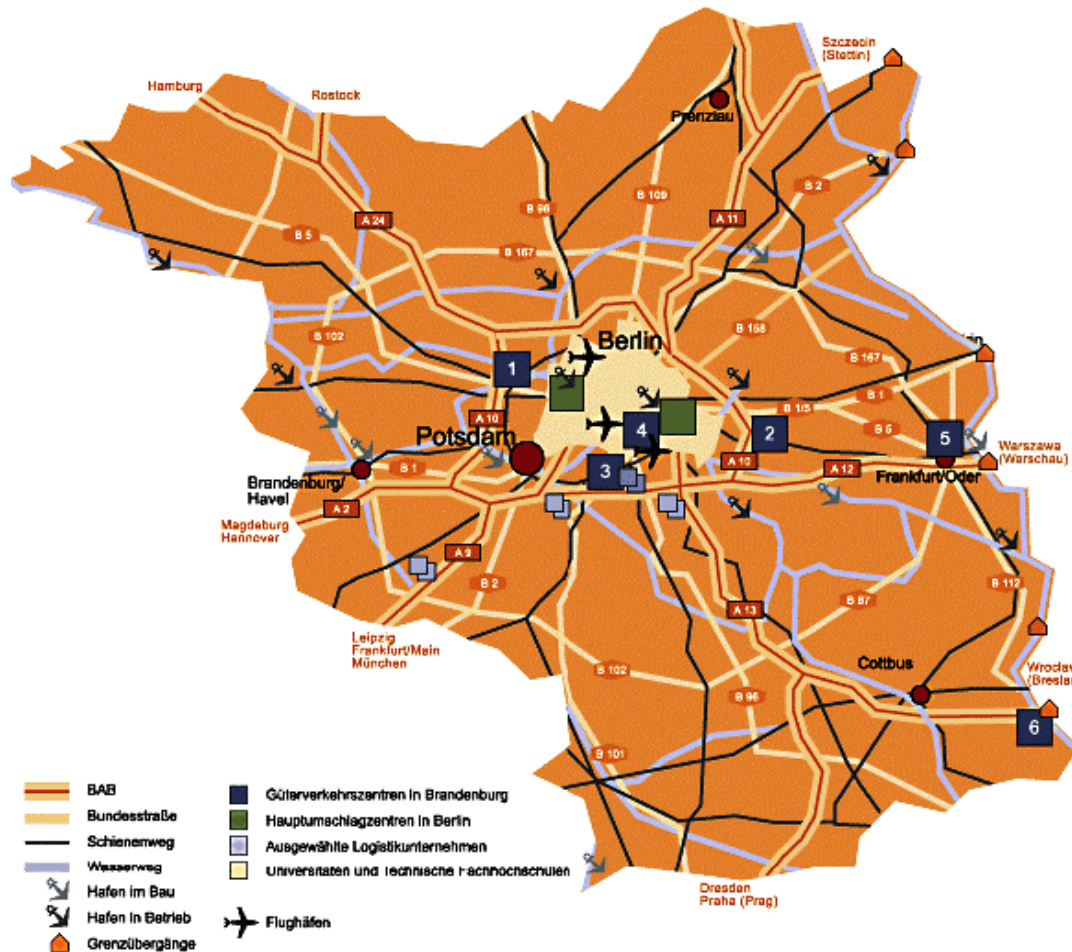 Szczecin
(Stettin)
Hamburg
Rostock
Prenzlau
B 2
B 109
B 96
A 24
A 11
B 5
B 167
B 102
B 158
Berlin
B 167
1
B 1
B 1/5
A 10
4
2
B 5
5
Potsdam
Warszawa
(Warschau)
A 10
3
A 12
B 1
Brandenburg/
Havel
Frankfurt/Oder
A 2
Magdeburg
Hannover
A 9
B 2
B 112
B 87
A 13
Leipzig
Frankfurt/Main
München
Cottbus
B 102
Wroclaw
(Breslau
B 96
6
B 101
BAB
Bundesstraße
Schienenweg
Wasserweg
Hafen im Bau
Hafen in Betrieb
Grenzübergänge
Güterverkehrszentren in Brandenburg
Hauptumschlagzentren in Berlin
Ausgewählte Logistikunternehmen
Universitäten und Technische Fachhochschulen
Flughäfen
Dresden
Praha (Prag)